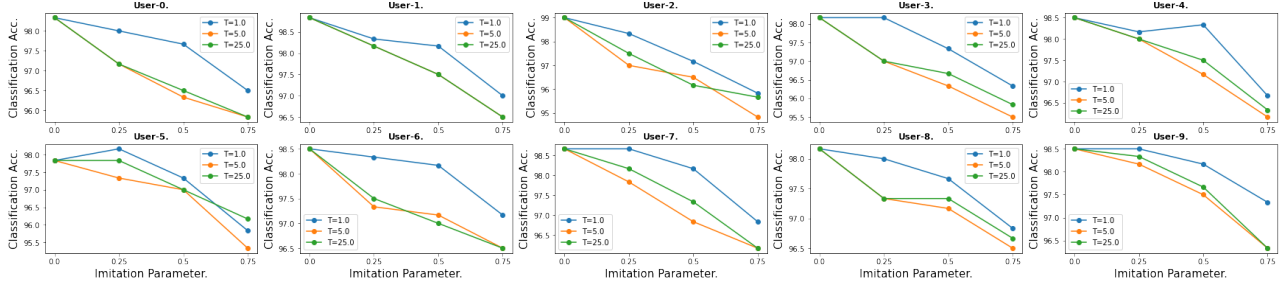 User-0.
Classification Acc.
98.0
97.5
97.0
96.5
96.0
0.0 0.25 0.5 0.75
T=1.0
T=5.0
T=25.0
User-1.
Classification Acc.
98.5
98.0
97.5
97.0
96.5
0.0 0.25 0.5 0.75
T=1.0
T=5.0
T=25.0
User-2.
Classification Acc.
99
98
97
96
95
0.0 0.25 0.5 0.75
T=1.0
T=5.0
T=25.0
User-3.
Classification Acc.
98.0
97.5
97.0
96.5
96.0
95.5
0.0 0.25 0.5 0.75
T=1.0
T=5.0
T=25.0
User-4.
Classification Acc.
98.5
98.0
97.5
97.0
96.5
0.0 0.25 0.5 0.75
T=1.0
T=5.0
T=25.0
User-5.
Classification Acc.
98.0
97.5
97.0
96.5
96.0
95.5
0.0 0.25 0.5 0.75
Imitation Parameter.
T=1.0
T=5.0
T=25.0
User-6.
Classification Acc.
98.5
98.0
97.5
97.0
96.5
0.0 0.25 0.5 0.75
Imitation Parameter.
T=1.0
T=5.0
T=25.0
User-7.
Classification Acc.
98.5
98.0
97.5
97.0
96.5
0.0 0.25 0.5 0.75
Imitation Parameter.
T=1.0
T=5.0
T=25.0
User-8.
Classification Acc.
98.0
97.5
97.0
96.5
0.0 0.25 0.5 0.75
Imitation Parameter.
T=1.0
T=5.0
T=25.0
User-9.
Classification Acc.
98.5
98.0
97.5
97.0
96.5
0.0 0.25 0.5 0.75
Imitation Parameter.
T=1.0
T=5.0
T=25.0